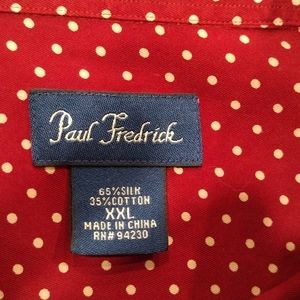 Paul Fredrick
65%SILK
35%COTTON
XXL
MADE IN CHINA
RN# 94230